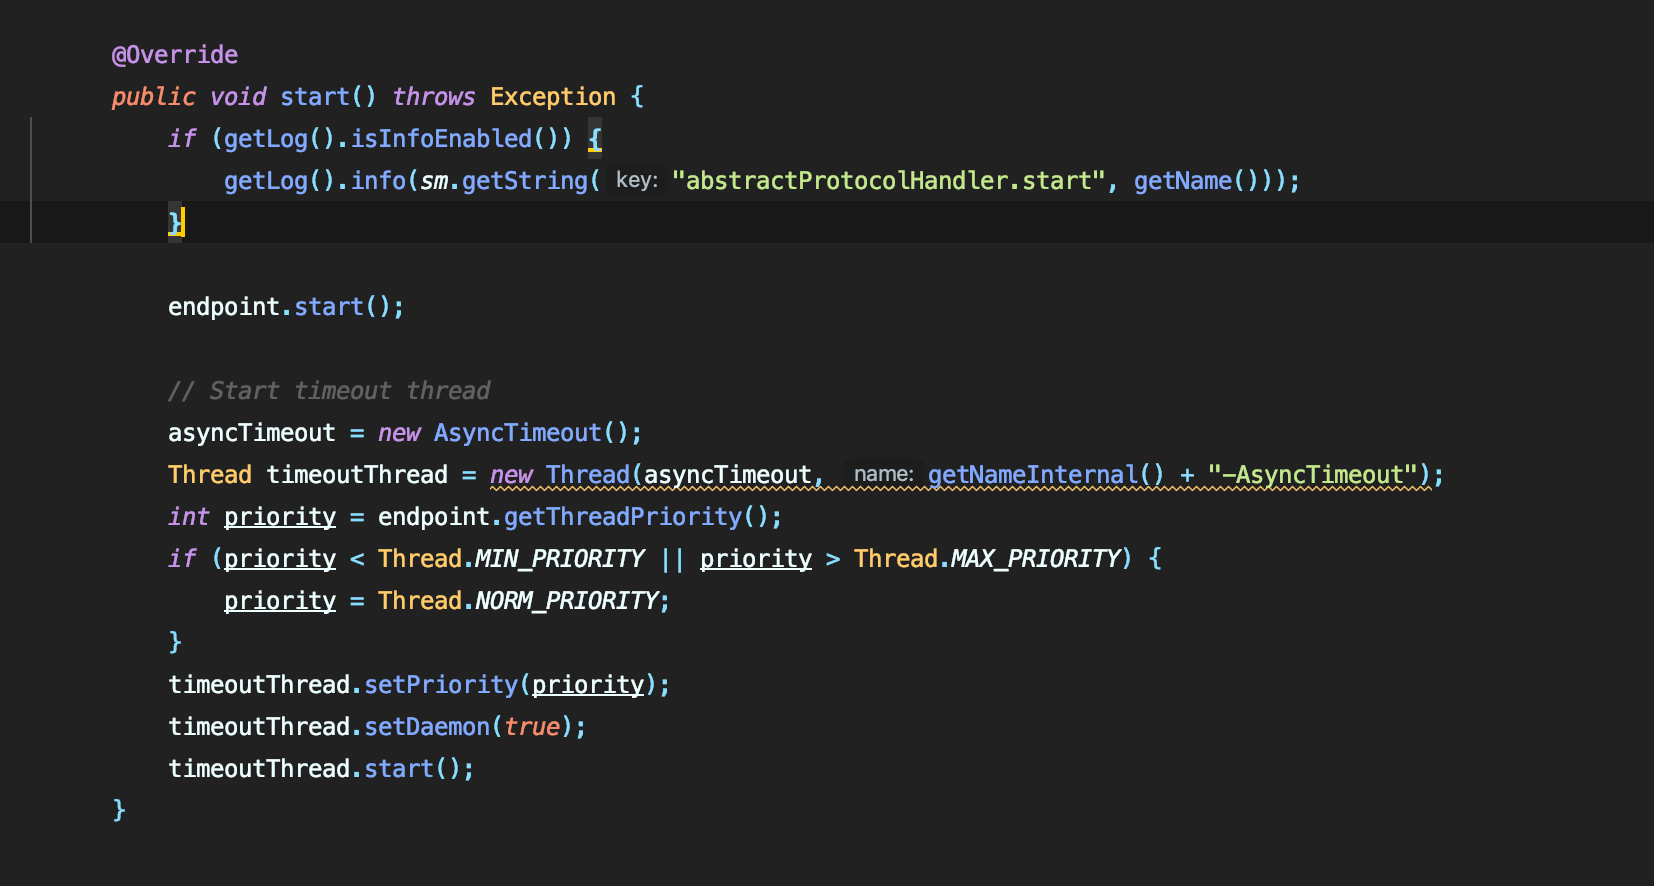 @Override
public void start() throws Exception {
    if (getLog().isInfoEnabled()) {
        getLog().info(sm.getString( key: "abstractProtocolHandler.start", getName()));
    }

    endpoint.start();

    // Start timeout thread
    asyncTimeout = new AsyncTimeout();
    Thread timeoutThread = new Thread(asyncTimeout, name: getNameInternal() + "-AsyncTimeout");
    int priority = endpoint.getThreadPriority();
    if (priority < Thread.MIN_PRIORITY || priority > Thread.MAX_PRIORITY) {
        priority = Thread.NORM_PRIORITY;
    }
    timeoutThread.setPriority(priority);
    timeoutThread.setDaemon(true);
    timeoutThread.start();
}